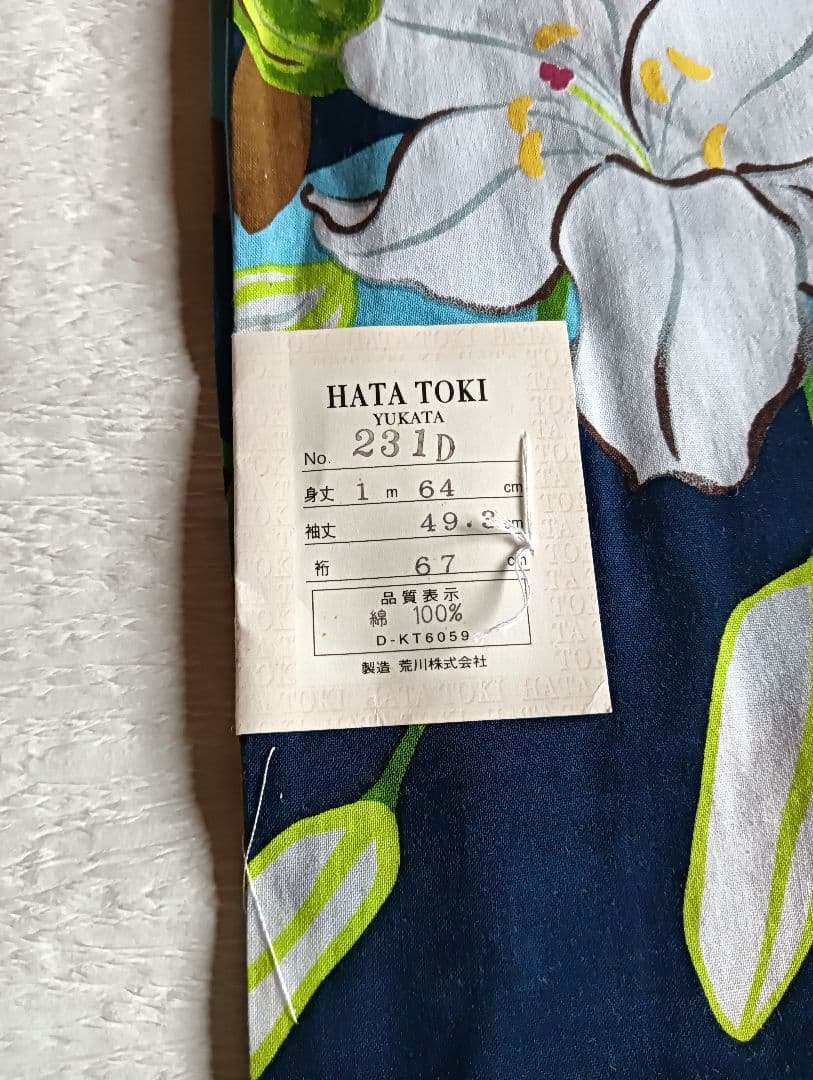 HATA TOKI
YUKATA
No. 231D
身丈 1 m 64 cm
袖丈 49.3 cm
裄 67 cm
品質表示
綿 100%
D-KT6059
製造 荒川株式会社